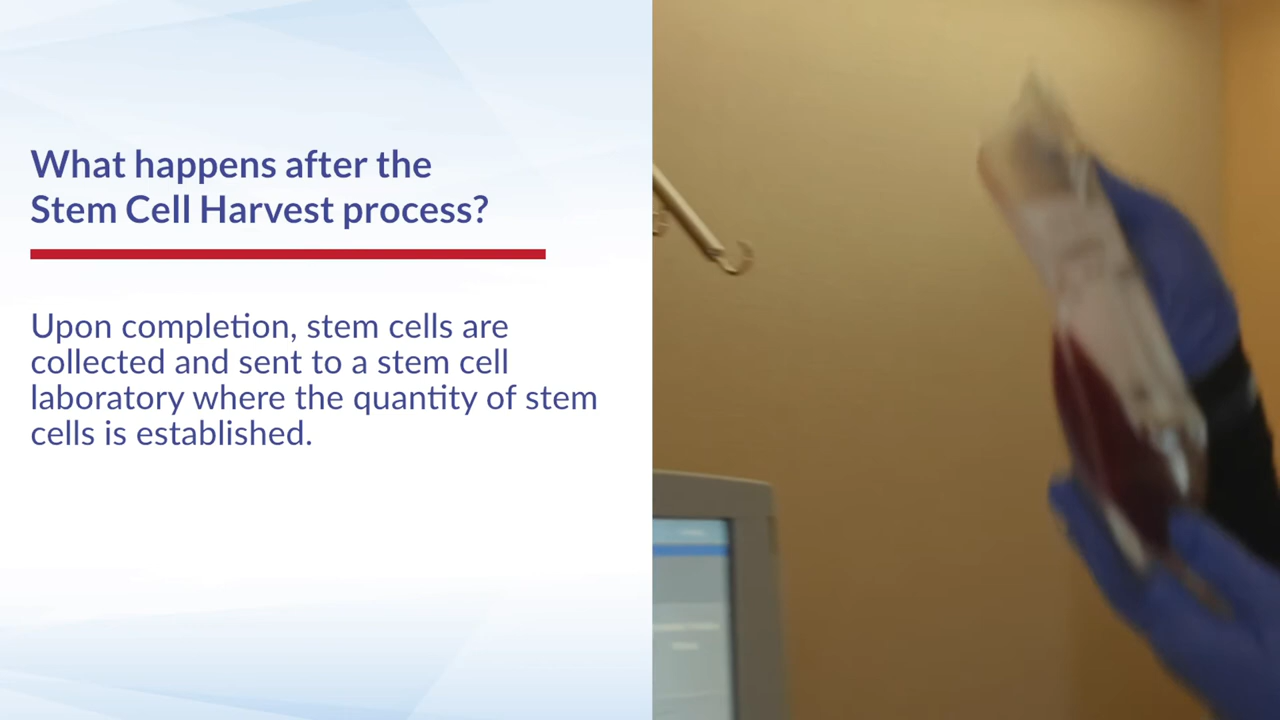 What happens after the
Stem Cell Harvest process?
Upon completion, stem cells are
collected and sent to a stem cell
laboratory where the quantity of stem
cells is established.